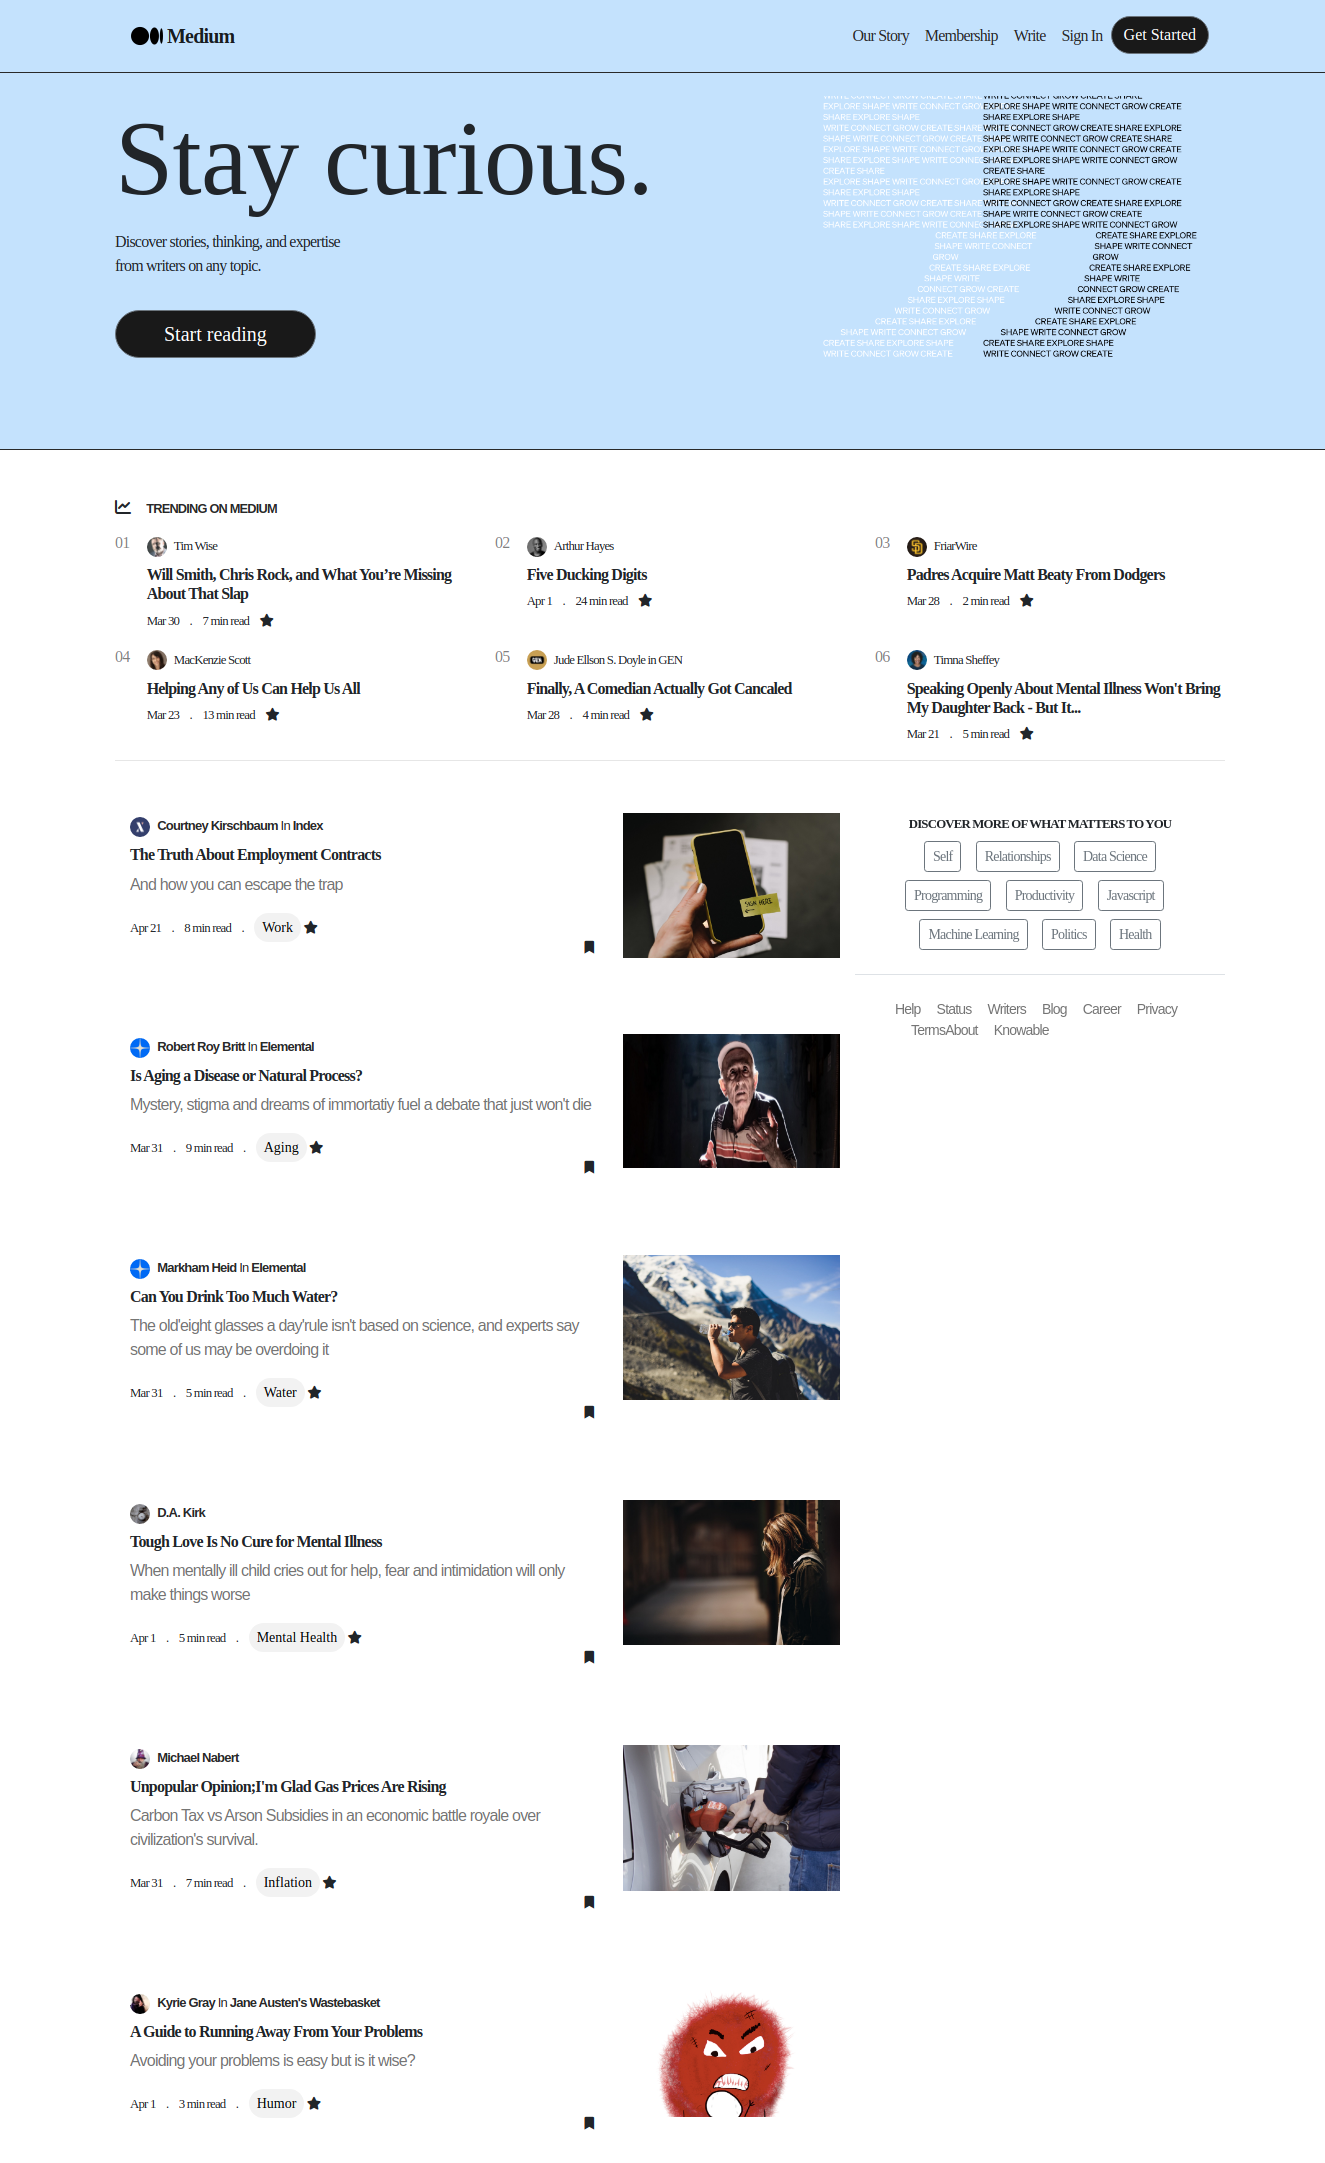 Medium
Our Story Membership Write Sign In Get Started
Stay curious.
Discover stories, thinking, and expertise
from writers on any topic.
Start reading
EXPLORE SHAPE WRITE CONNECT GROW CREATE
SHARE EXPLORE SHAPE
WRITE CONNECT GROW CREATE SHARE EXPLORE
SHAPE WRITE CONNECT GROW CREATE SHARE
EXPLORE SHAPE WRITE CONNECT GROW CREATE
SHARE EXPLORE SHAPE WRITE CONNECT GROW
CREATE SHARE
EXPLORE SHAPE WRITE CONNECT GROW CREATE
SHARE EXPLORE SHAPE
WRITE CONNECT GROW CREATE SHARE EXPLORE
SHAPE WRITE CONNECT GROW CREATE
SHARE EXPLORE SHAPE WRITE CONNECT GROW
CREATE SHARE EXPLORE
SHAPE WRITE CONNECT
GROW
CREATE SHARE EXPLORE
SHAPE WRITE
CONNECT GROW CREATE
SHARE EXPLORE SHAPE
WRITE CONNECT GROW
CREATE SHARE EXPLORE
SHAPE WRITE CONNECT GROW
CREATE SHARE EXPLORE SHAPE
WRITE CONNECT GROW CREATE
TRENDING ON MEDIUM
01 Tim Wise
Will Smith, Chris Rock, and What You’re Missing
About That Slap
Mar 30 . 7 min read
02 Arthur Hayes
Five Ducking Digits
Apr 1 . 24 min read
03 FriarWire
Padres Acquire Matt Beaty From Dodgers
Mar 28 . 2 min read
04 MacKenzie Scott
Helping Any of Us Can Help Us All
Mar 23 . 13 min read
05 Jude Ellson S. Doyle in GEN
Finally, A Comedian Actually Got Cancaled
Mar 28 . 4 min read
06 Timna Sheffey
Speaking Openly About Mental Illness Won't Bring
My Daughter Back - But It...
Mar 21 . 5 min read
Courtney Kirschbaum In Index
The Truth About Employment Contracts
And how you can escape the trap
Apr 21 . 8 min read . Work
SIGN HERE
DISCOVER MORE OF WHAT MATTERS TO YOU
Self Relationships Data Science
Programming Productivity Javascript
Machine Learning Politics Health
Help Status Writers Blog Career Privacy
TermsAbout Knowable
Robert Roy Britt In Elemental
Is Aging a Disease or Natural Process?
Mystery, stigma and dreams of immortatiy fuel a debate that just won't die
Mar 31 . 9 min read . Aging
Markham Heid In Elemental
Can You Drink Too Much Water?
The old'eight glasses a day'rule isn't based on science, and experts say
some of us may be overdoing it
Mar 31 . 5 min read . Water
D.A. Kirk
Tough Love Is No Cure for Mental Illness
When mentally ill child cries out for help, fear and intimidation will only
make things worse
Apr 1 . 5 min read . Mental Health
Michael Nabert
Unpopular Opinion;I'm Glad Gas Prices Are Rising
Carbon Tax vs Arson Subsidies in an economic battle royale over
civilization's survival.
Mar 31 . 7 min read . Inflation
Kyrie Gray In Jane Austen's Wastebasket
A Guide to Running Away From Your Problems
Avoiding your problems is easy but is it wise?
Apr 1 . 3 min read . Humor